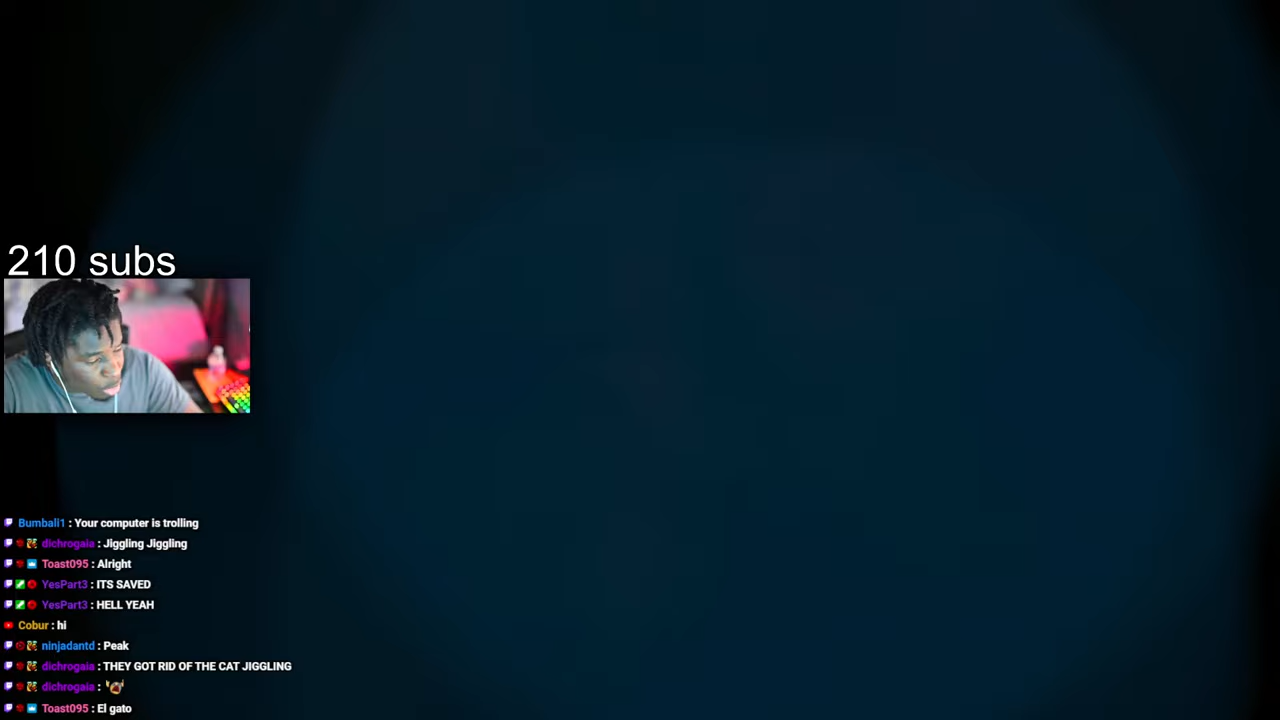 210 subs
Bumbali1 : Your computer is trolling
dichrogaia : Jiggling Jiggling
Toast095 : Alright
YesPart3 : ITS SAVED
YesPart3 : HELL YEAH
Cobur : hi
ninjadantd : Peak
dichrogaia : THEY GOT RID OF THE CAT JIGGLING
dichrogaia :
Toast095 : El gato